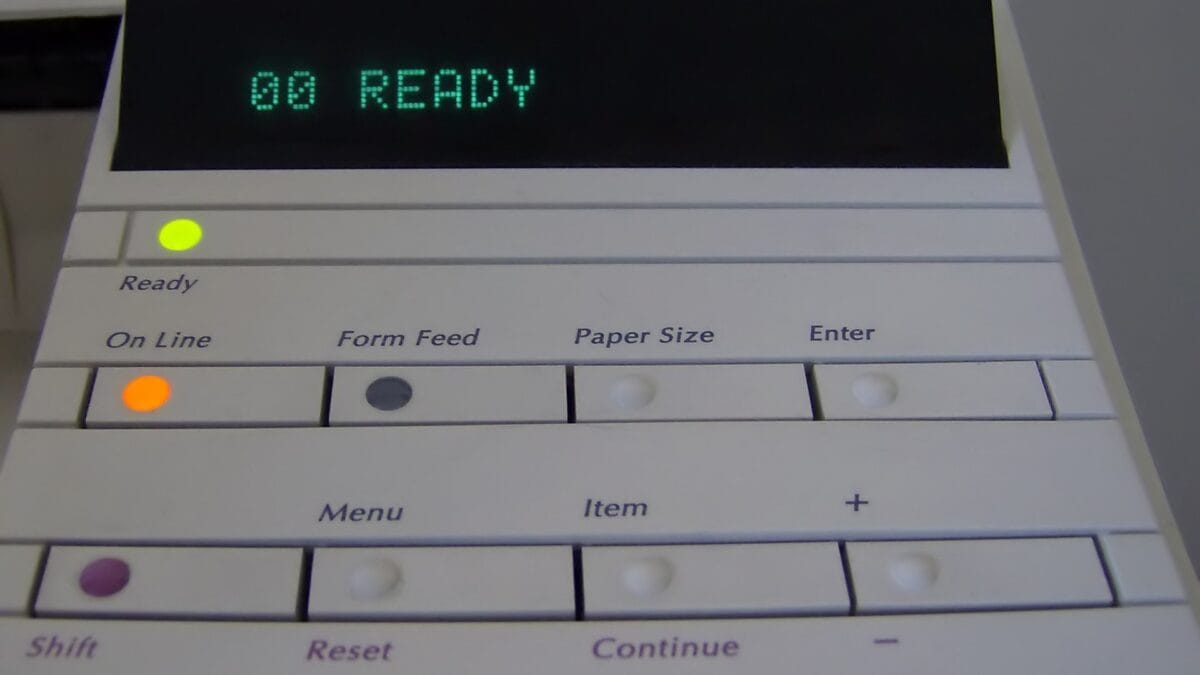 00 READY
Ready
On Line Form Feed Paper Size Enter
Menu Item +
Shift Reset Continue −